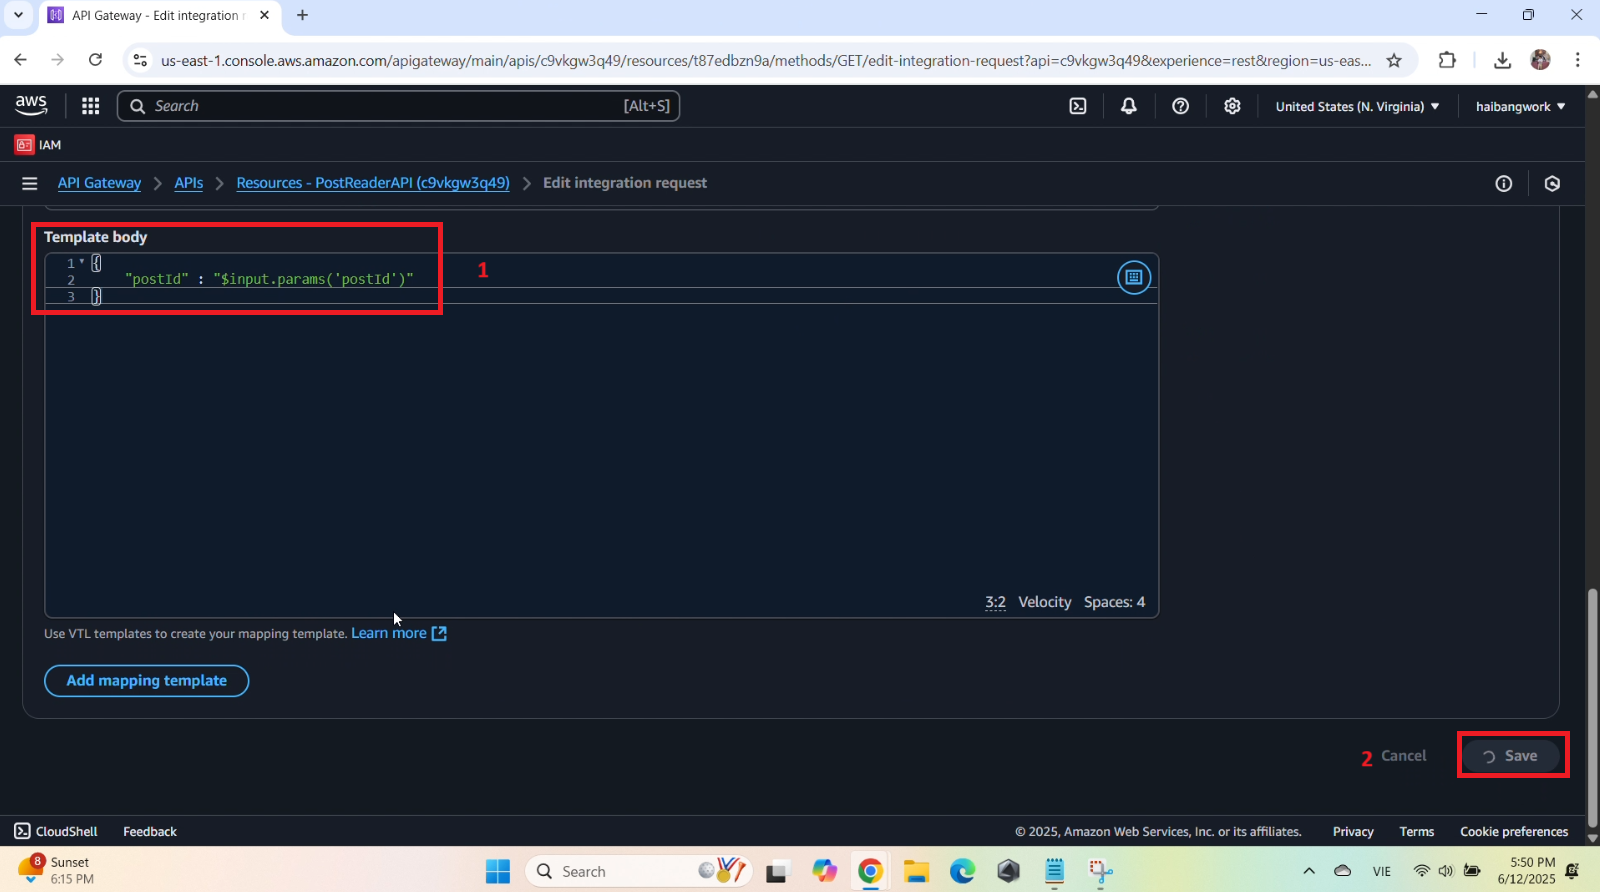 API Gateway - Edit integration r
us-east-1.console.aws.amazon.com/apigateway/main/apis/c9vkgw3q49/resources/t87edbzn9a/methods/GET/edit-integration-request?api=c9vkgw3q49&experience=rest&region=us-eas...
aws
Search
[Alt+S]
United States (N. Virginia)
haibangwork
IAM
API Gateway
APIs
Resources - PostReaderAPI (c9vkgw3q49)
Edit integration request
Template body
1
{
1
2
"postId" : "$input.params('postId')"
3
}
3:2 Velocity Spaces: 4
Use VTL templates to create your mapping template. Learn more
Add mapping template
2
Cancel
Save
CloudShell
Feedback
© 2025, Amazon Web Services, Inc. or its affiliates.
Privacy
Terms
Cookie preferences
8
Sunset
6:15 PM
Search
VIE
5:50 PM
6/12/2025